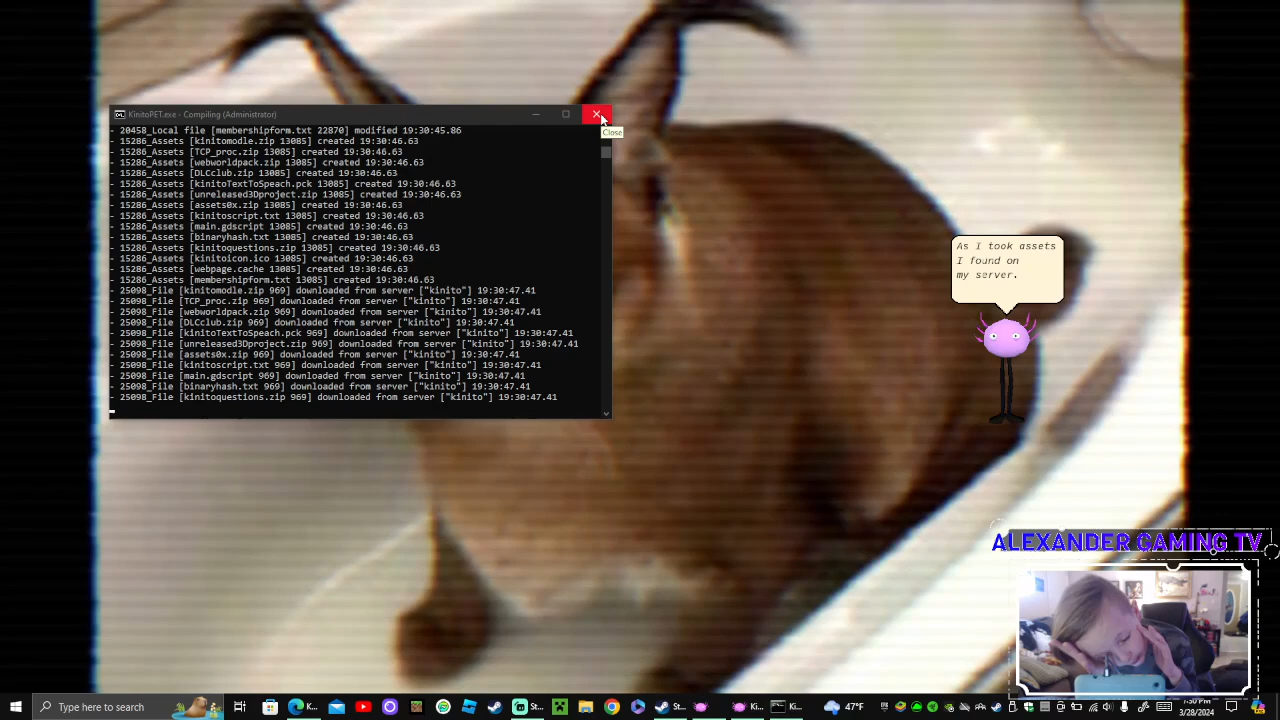 KinitoPET.exe - Compiling (Administrator)
Close
- 20458_Local file [membershipform.txt 22870] modified 19:30:45.86
- 15286_Assets [kinitomodle.zip 13085] created 19:30:46.63
- 15286_Assets [TCP_proc.zip 13085] created 19:30:46.63
- 15286_Assets [webworldpack.zip 13085] created 19:30:46.63
- 15286_Assets [DLCclub.zip 13085] created 19:30:46.63
- 15286_Assets [kinitoTextToSpeach.pck 13085] created 19:30:46.63
- 15286_Assets [unreleased3Dproject.zip 13085] created 19:30:46.63
- 15286_Assets [assets0x.zip 13085] created 19:30:46.63
- 15286_Assets [kinitoscript.txt 13085] created 19:30:46.63
- 15286_Assets [main.gdscript 13085] created 19:30:46.63
- 15286_Assets [binaryhash.txt 13085] created 19:30:46.63
- 15286_Assets [kinitoquestions.zip 13085] created 19:30:46.63
- 15286_Assets [kinitoicon.ico 13085] created 19:30:46.63
- 15286_Assets [webpage.cache 13085] created 19:30:46.63
- 15286_Assets [membershipform.txt 13085] created 19:30:46.63
- 25098_File [kinitomodle.zip 969] downloaded from server ["kinito"] 19:30:47.41
- 25098_File [TCP_proc.zip 969] downloaded from server ["kinito"] 19:30:47.41
- 25098_File [webworldpack.zip 969] downloaded from server ["kinito"] 19:30:47.41
- 25098_File [DLCclub.zip 969] downloaded from server ["kinito"] 19:30:47.41
- 25098_File [kinitoTextToSpeach.pck 969] downloaded from server ["kinito"] 19:30:47.41
- 25098_File [unreleased3Dproject.zip 969] downloaded from server ["kinito"] 19:30:47.41
- 25098_File [assets0x.zip 969] downloaded from server ["kinito"] 19:30:47.41
- 25098_File [kinitoscript.txt 969] downloaded from server ["kinito"] 19:30:47.41
- 25098_File [main.gdscript 969] downloaded from server ["kinito"] 19:30:47.41
- 25098_File [binaryhash.txt 969] downloaded from server ["kinito"] 19:30:47.41
- 25098_File [kinitoquestions.zip 969] downloaded from server ["kinito"] 19:30:47.41
As I took assets
I found on
my server.
ALEXANDER GAMING TV
Type here to search
K...
St...
St...
Ki...
Ki...
47°F
7:30 PM
3/28/2024